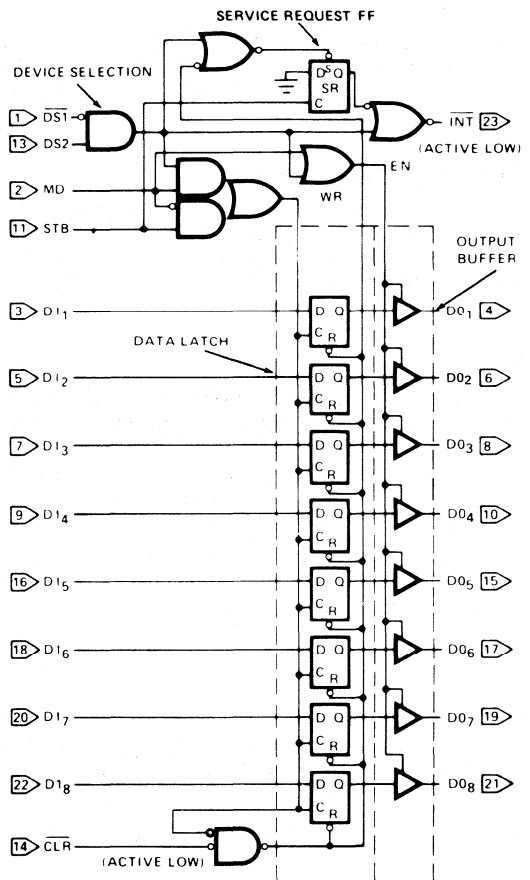 SERVICE REQUEST FF
DEVICE SELECTION
S
D Q
SR
C
1 DS1
13 DS2
INT 23
(ACTIVE LOW)
2 MD
EN
WR
11 STB
OUTPUT
BUFFER
3 DI1
D Q
C R
DO1 4
DATA LATCH
5 DI2
D Q
C R
DO2 6
7 DI3
D Q
C R
DO3 8
9 DI4
D Q
C R
DO4 10
16 DI5
D Q
C R
DO5 15
18 DI6
D Q
C R
DO6 17
20 DI7
D Q
C R
DO7 19
22 DI8
D Q
C R
DO8 21
14 CLR
(ACTIVE LOW)